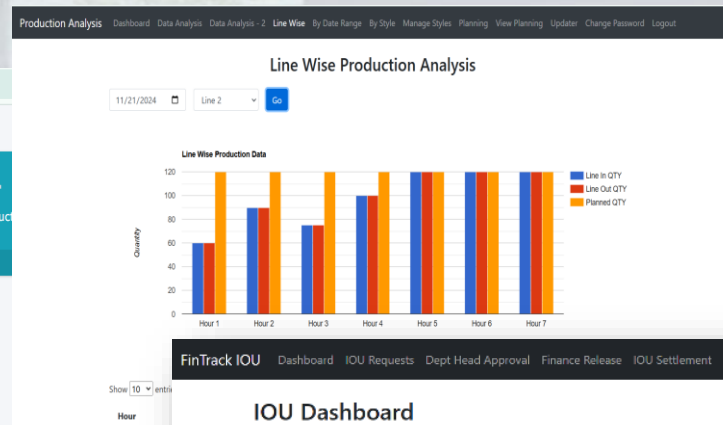 Production Analysis Dashboard Data Analysis Data Analysis - 2 Line Wise By Date Range By Style Manage Styles Planning View Planning Updater Change Password Logout
Line Wise Production Analysis
11/21/2024 Line 2 Go
Line Wise Production Data
120
100
80
60
40
20
0
Quantity
Hour 1 Hour 2 Hour 3 Hour 4 Hour 5 Hour 6 Hour 7
Line In QTY
Line Out QTY
Planned QTY
Show 10
Hour
FinTrack IOU Dashboard IOU Requests Dept Head Approval Finance Release IOU Settlement
IOU Dashboard